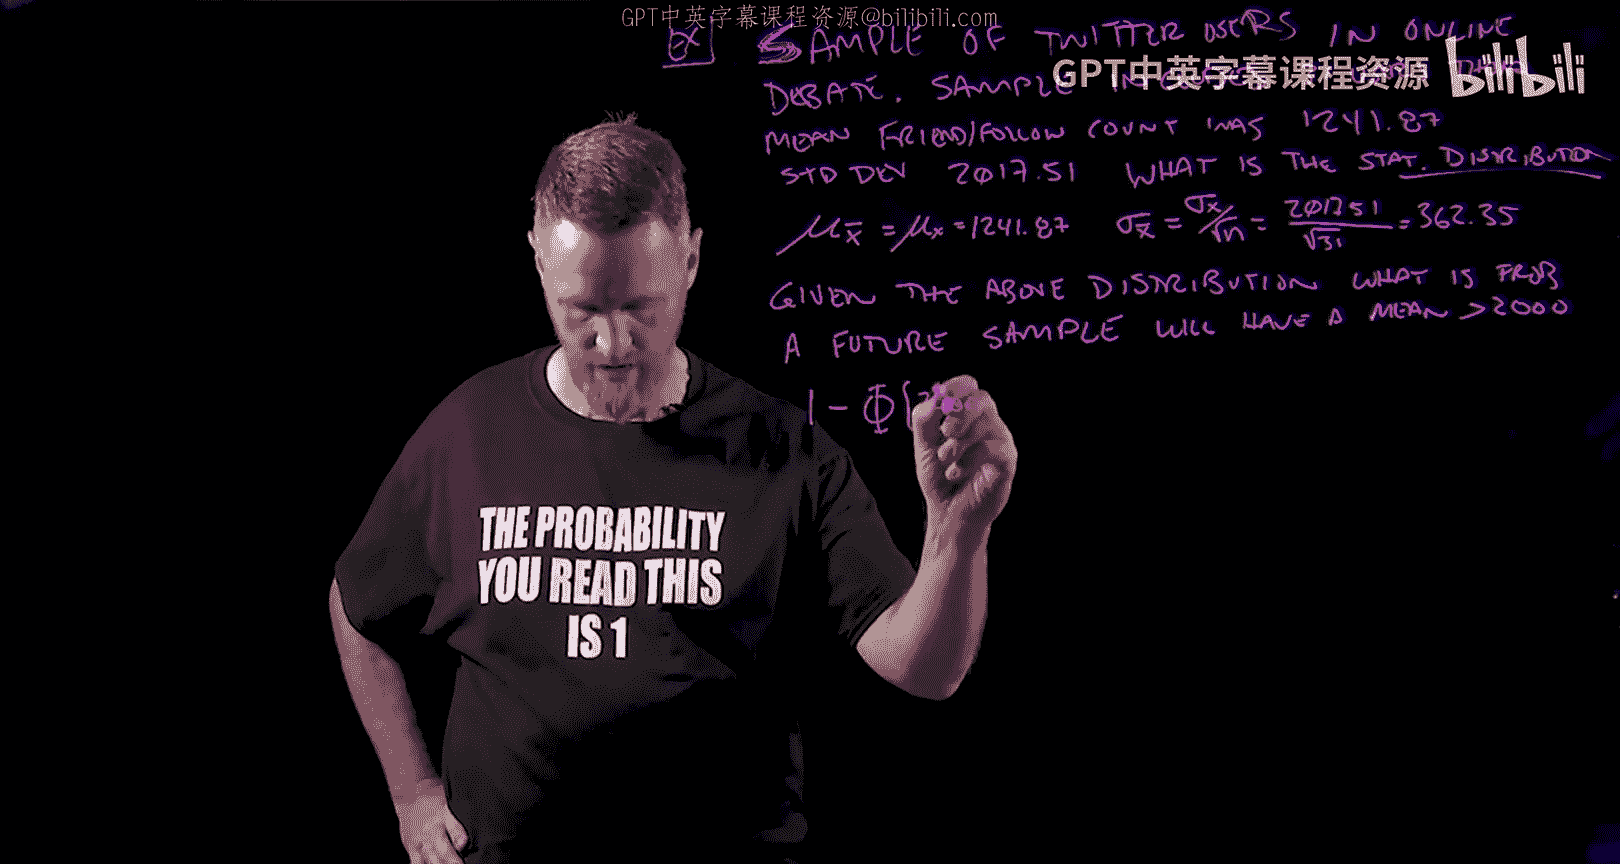 GPT中英字幕课程资源@bilibili.com
EX SAMPLE OF TWITTER USERS IN ONLINE
GPT中英字幕课程资源 bilibili
DEBATE. SAMPLE
MEAN FRIEND/FOLLOW COUNT WAS 1241.87
STD DEV 2017.51 WHAT IS THE STAT. DISTRIBUTION
μx̄ = μx = 1241.87 σx̄ = σx/√n = 2017.51/√31 = 362.35
GIVEN THE ABOVE DISTRIBUTION WHAT IS PROB
A FUTURE SAMPLE WILL HAVE A MEAN >2000
1 - Φ(
THE PROBABILITY
YOU READ THIS
IS 1